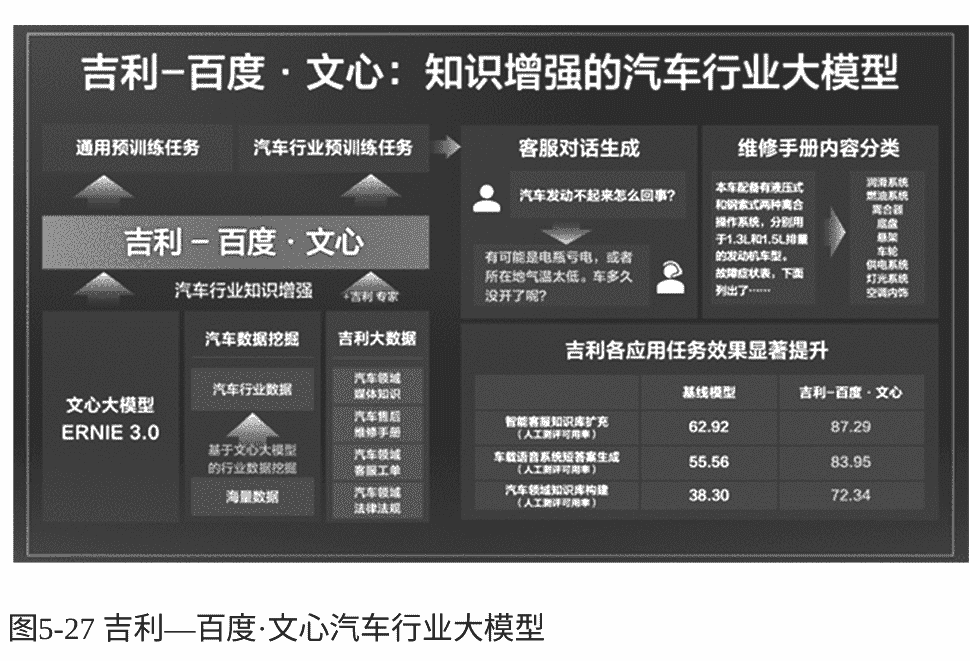 吉利–百度 · 文心：知识增强的汽车行业大模型
通用预训练任务
汽车行业预训练任务
吉利 – 百度 · 文心
汽车行业知识增强
+吉利 专家
文心大模型
ERNIE 3.0
汽车数据挖掘
汽车行业数据
基于文心大模型
的行业数据挖掘
海量数据
吉利大数据
汽车领域
媒体知识
汽车售后
维修手册
汽车领域
客服工单
汽车领域
法律法规
客服对话生成
汽车发动不起来怎么回事?
有可能是电瓶亏电，或者
所在地气温太低。车多久
没开了呢?
维修手册内容分类
本车配备有液压式
和钢索式两种离合
操作系统，分别用
于1.3L和1.5L排量
的发动机车型。
故障症状表，下面
列出了……
润滑系统
燃油系统
离合器
底盘
悬架
车轮
供电系统
灯光系统
空调内饰
吉利各应用任务效果显著提升
基线模型 吉利–百度 · 文心
智能客服知识库扩充
（人工测评可用率） 62.92 87.29
车载语音系统短答案生成
（人工测评可用率） 55.56 83.95
汽车领域知识库构建
（人工测评可用率） 38.30 72.34
图5-27 吉利—百度·文心汽车行业大模型